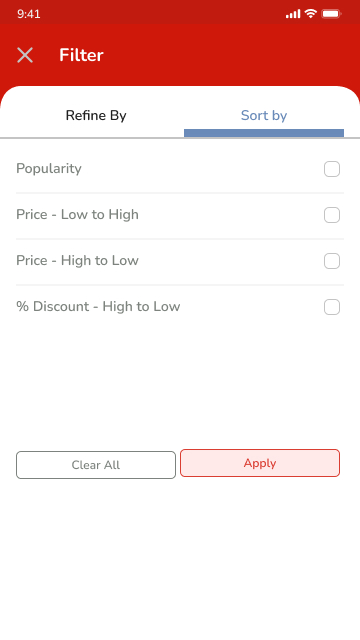 9:41
Filter
Refine By
Sort by
Popularity
Price - Low to High
Price - High to Low
% Discount - High to Low
Clear All
Apply